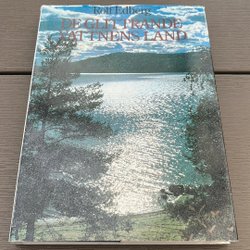 Rolf Edberg
DE GLITTRANDE
VATTNENS LAND